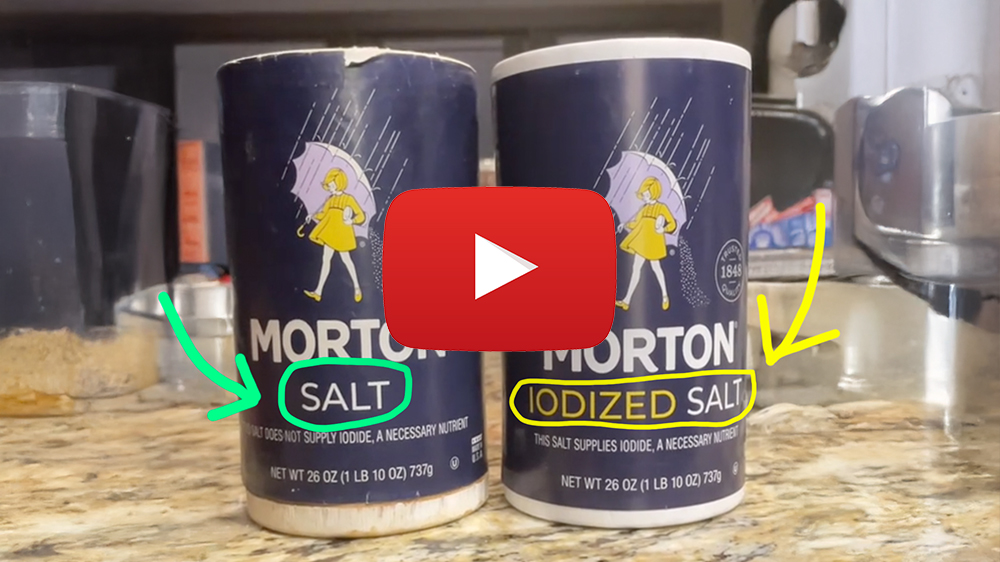 MORTON
SALT
SALT DOES NOT SUPPLY IODIDE, A NECESSARY NUTRIENT
NET WT 26 OZ (1 LB 10 OZ) 737g
U
MORTON
IODIZED SALT
THIS SALT SUPPLIES IODIDE, A NECESSARY NUTRIENT
NET WT 26 OZ (1 LB 10 OZ) 737g
U
1848